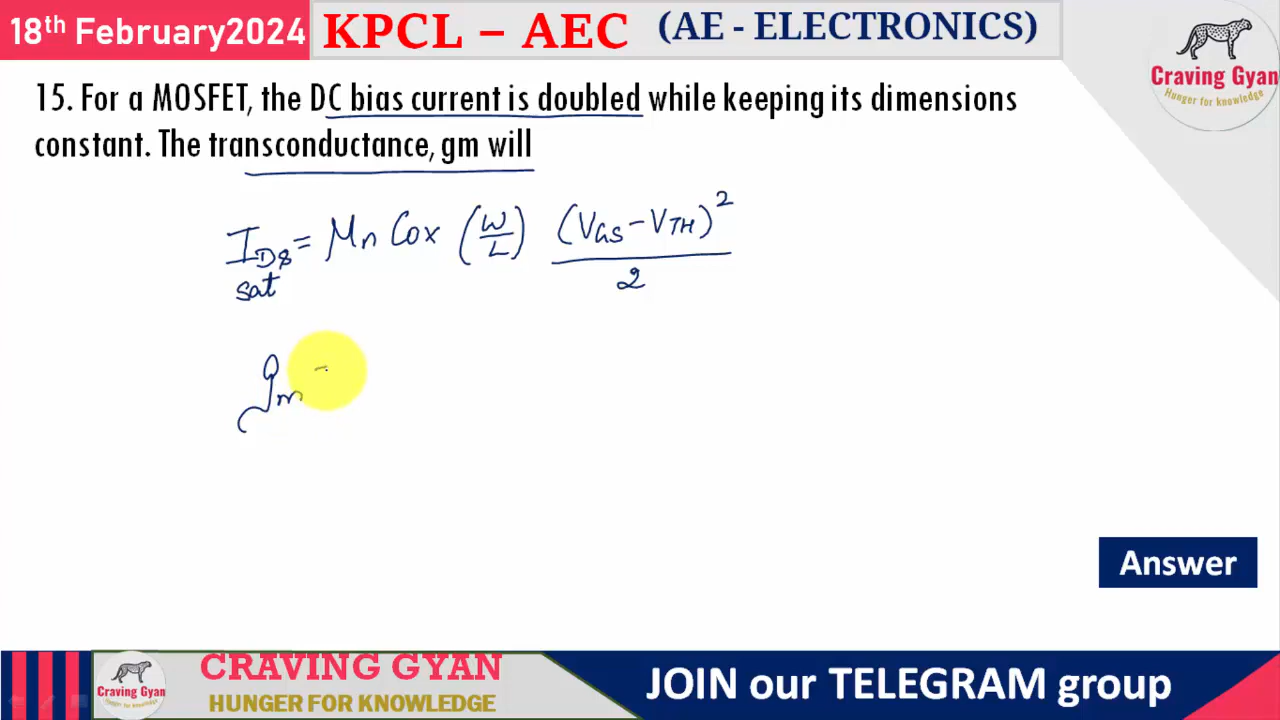 18th February2024
KPCL – AEC
(AE - ELECTRONICS)
Craving Gyan
Hunger for knowledge
15. For a MOSFET, the DC bias current is doubled while keeping its dimensions
constant. The transconductance, gm will
I_DS sat = μn Cox (W/L) (VGS - VTH)² / 2
gm =
Answer
Craving Gyan
CRAVING GYAN
HUNGER FOR KNOWLEDGE
JOIN our TELEGRAM group